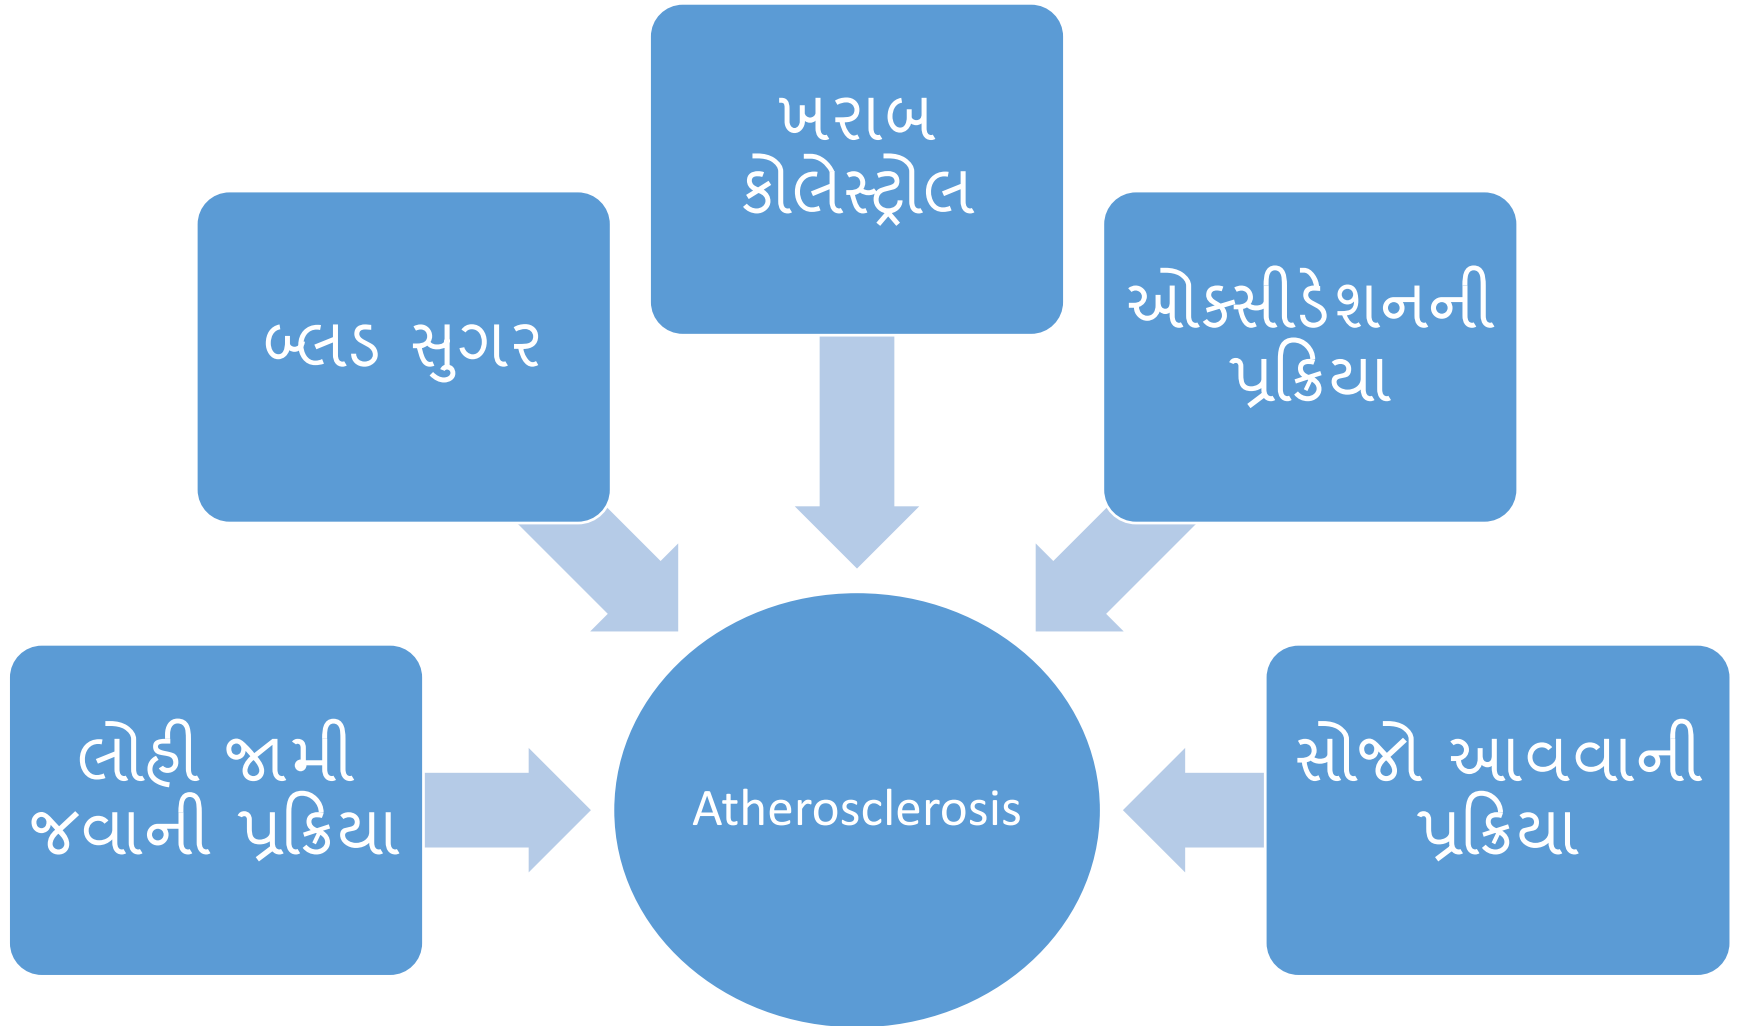 ખરાબ
કોલેસ્ટ્રોલ
બ્લડ સુગર
ઓક્સીડેશનની
પ્રક્રિયા
લોહી જામી
જવાની પ્રક્રિયા
Atherosclerosis
સોજો આવવાની
પ્રક્રિયા